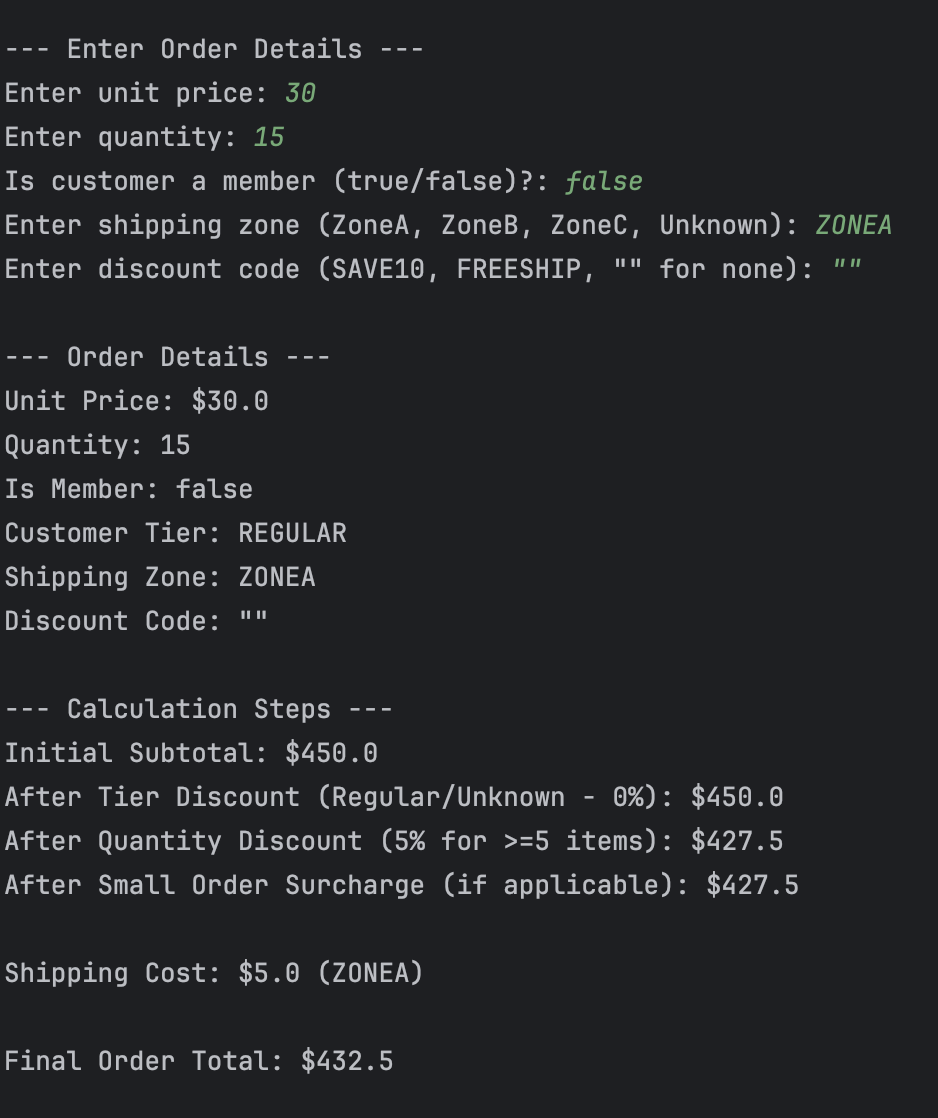 --- Enter Order Details ---
Enter unit price: 30
Enter quantity: 15
Is customer a member (true/false)?: false
Enter shipping zone (ZoneA, ZoneB, ZoneC, Unknown): ZONEA
Enter discount code (SAVE10, FREESHIP, "" for none): ""
--- Order Details ---
Unit Price: $30.0
Quantity: 15
Is Member: false
Customer Tier: REGULAR
Shipping Zone: ZONEA
Discount Code: ""
--- Calculation Steps ---
Initial Subtotal: $450.0
After Tier Discount (Regular/Unknown - 0%): $450.0
After Quantity Discount (5% for >=5 items): $427.5
After Small Order Surcharge (if applicable): $427.5
Shipping Cost: $5.0 (ZONEA)
Final Order Total: $432.5